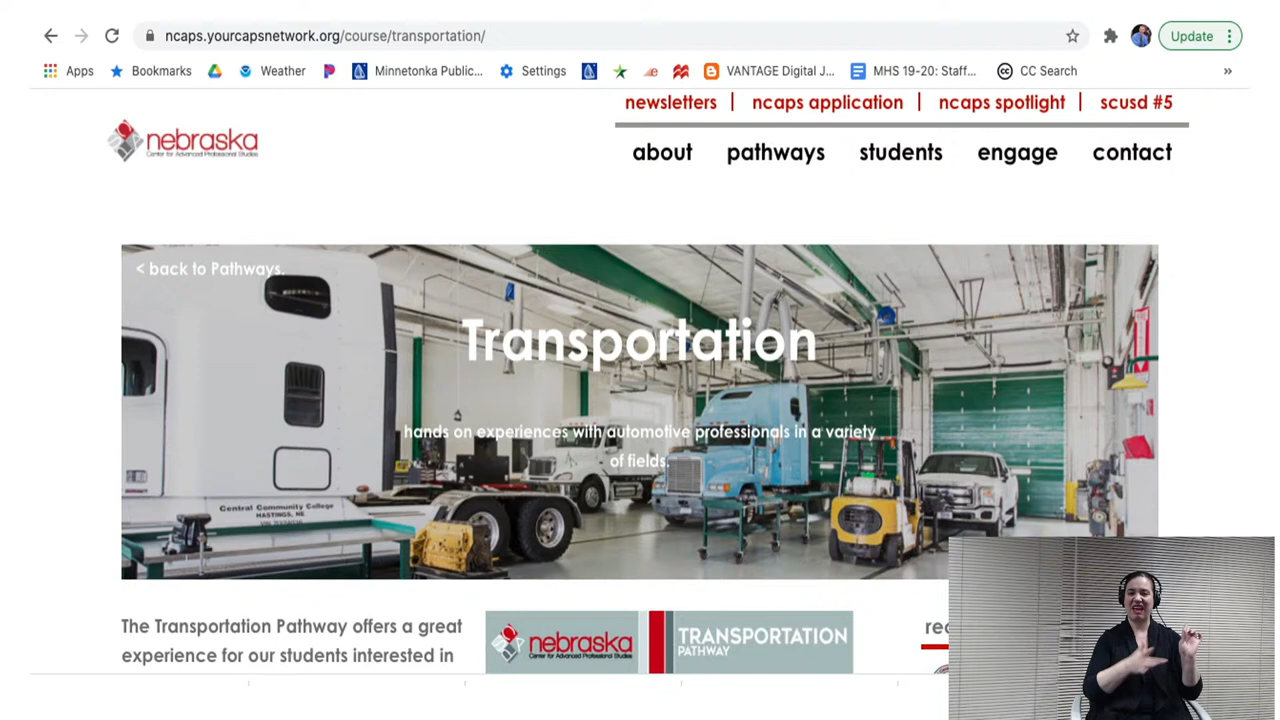 ncaps.yourcapsnetwork.org/course/transportation/
Update
Apps
Bookmarks
Weather
Minnetonka Public...
Settings
VANTAGE Digital J...
MHS 19-20: Staff...
CC Search
»
newsletters | ncaps application | ncaps spotlight | scusd #5
nebraska
Center for Advanced Professional Studies
about pathways students engage contact
< back to Pathways.
Transportation
hands on experiences with automotive professionals in a variety
of fields.
Central Community College
HASTINGS, NE
The Transportation Pathway offers a great
experience for our students interested in
nebraska
Center for Advanced Professional Studies
TRANSPORTATION
PATHWAY